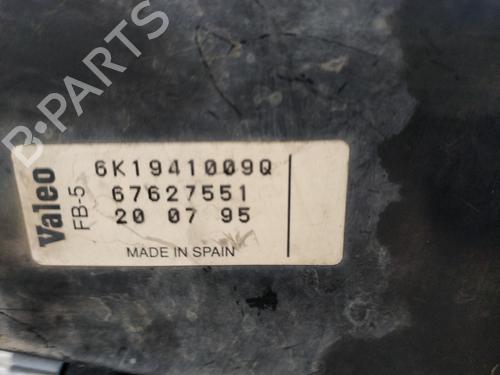 B-PARTS
Valeo
FB-5
6K1941009Q
67627551
20 07 95
MADE IN SPAIN